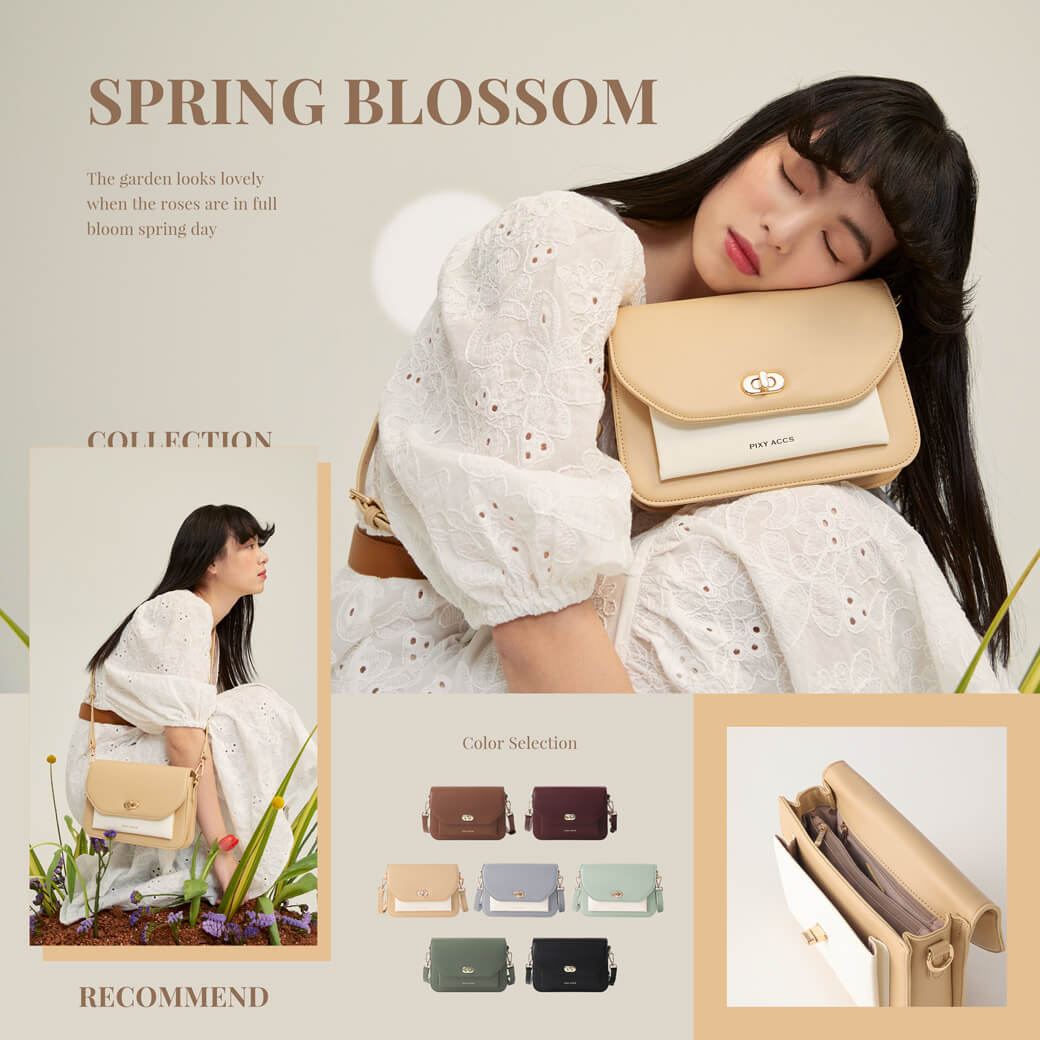 SPRING BLOSSOM
The garden looks lovely
when the roses are in full
bloom spring day
PIXY ACCS
COLLECTION
Color Selection
RECOMMEND